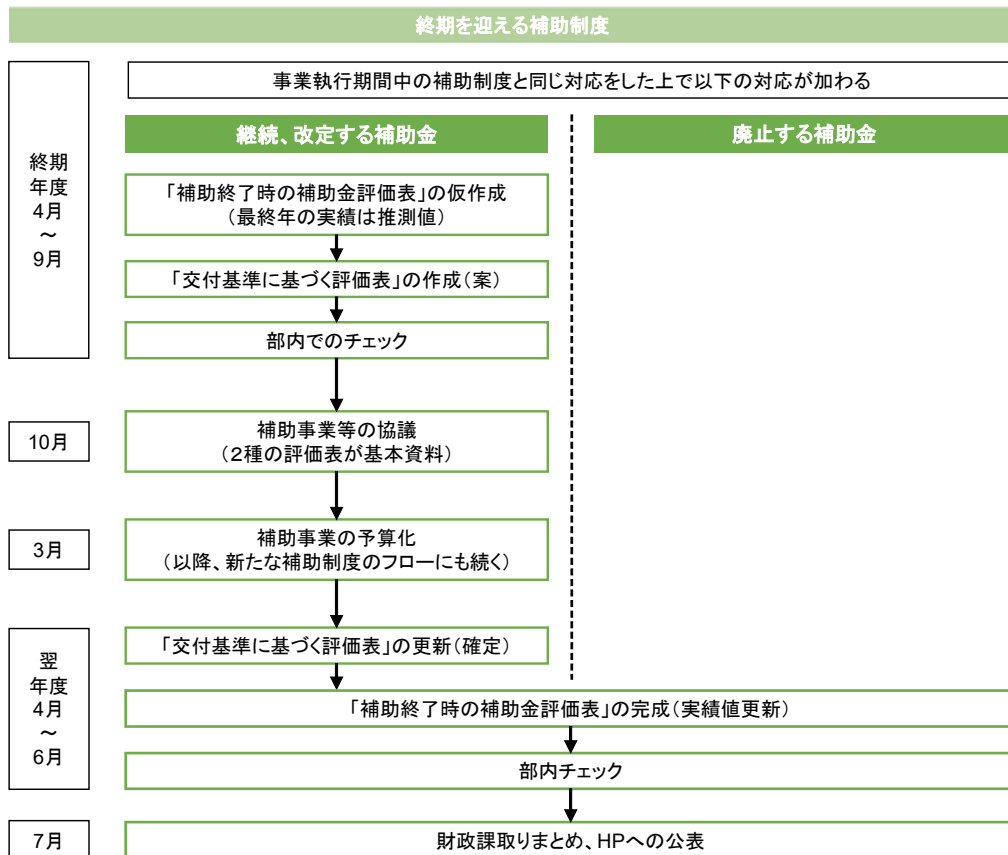 終期を迎える補助制度
事業執行期間中の補助制度と同じ対応をした上で以下の対応が加わる
継続、改定する補助金
廃止する補助金
終期
年度
4月
～
9月
「補助終了時の補助金評価表」の仮作成
（最終年の実績は推測値）
「交付基準に基づく評価表」の作成（案）
部内でのチェック
10月
補助事業等の協議
（２種の評価表が基本資料）
3月
補助事業の予算化
（以降、新たな補助制度のフローにも続く）
翌
年度
4月
～
6月
「交付基準に基づく評価表」の更新（確定）
「補助終了時の補助金評価表」の完成（実績値更新）
部内チェック
7月
財政課取りまとめ、HPへの公表